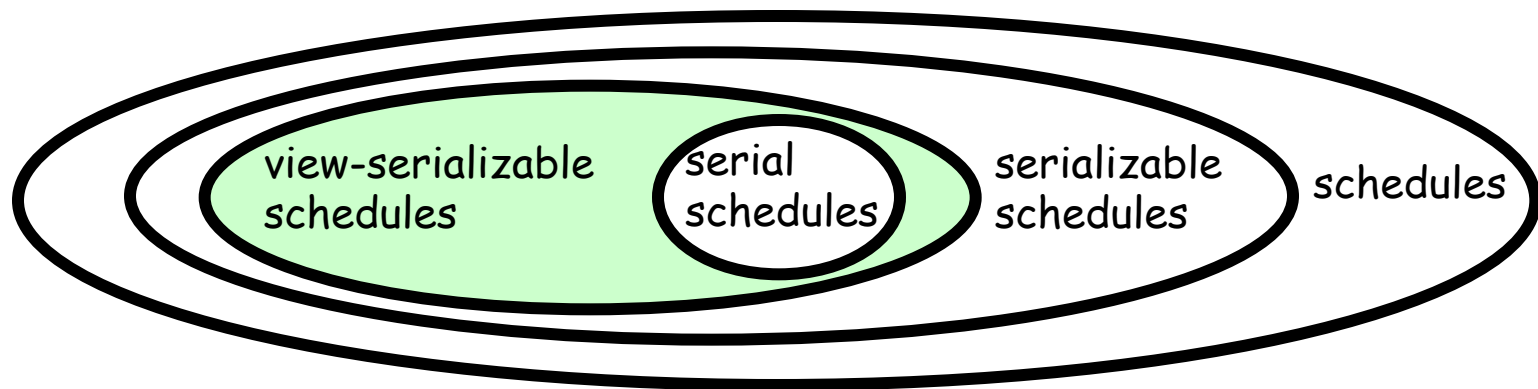 view-serializable
schedules
serial
schedules
serializable
schedules
schedules